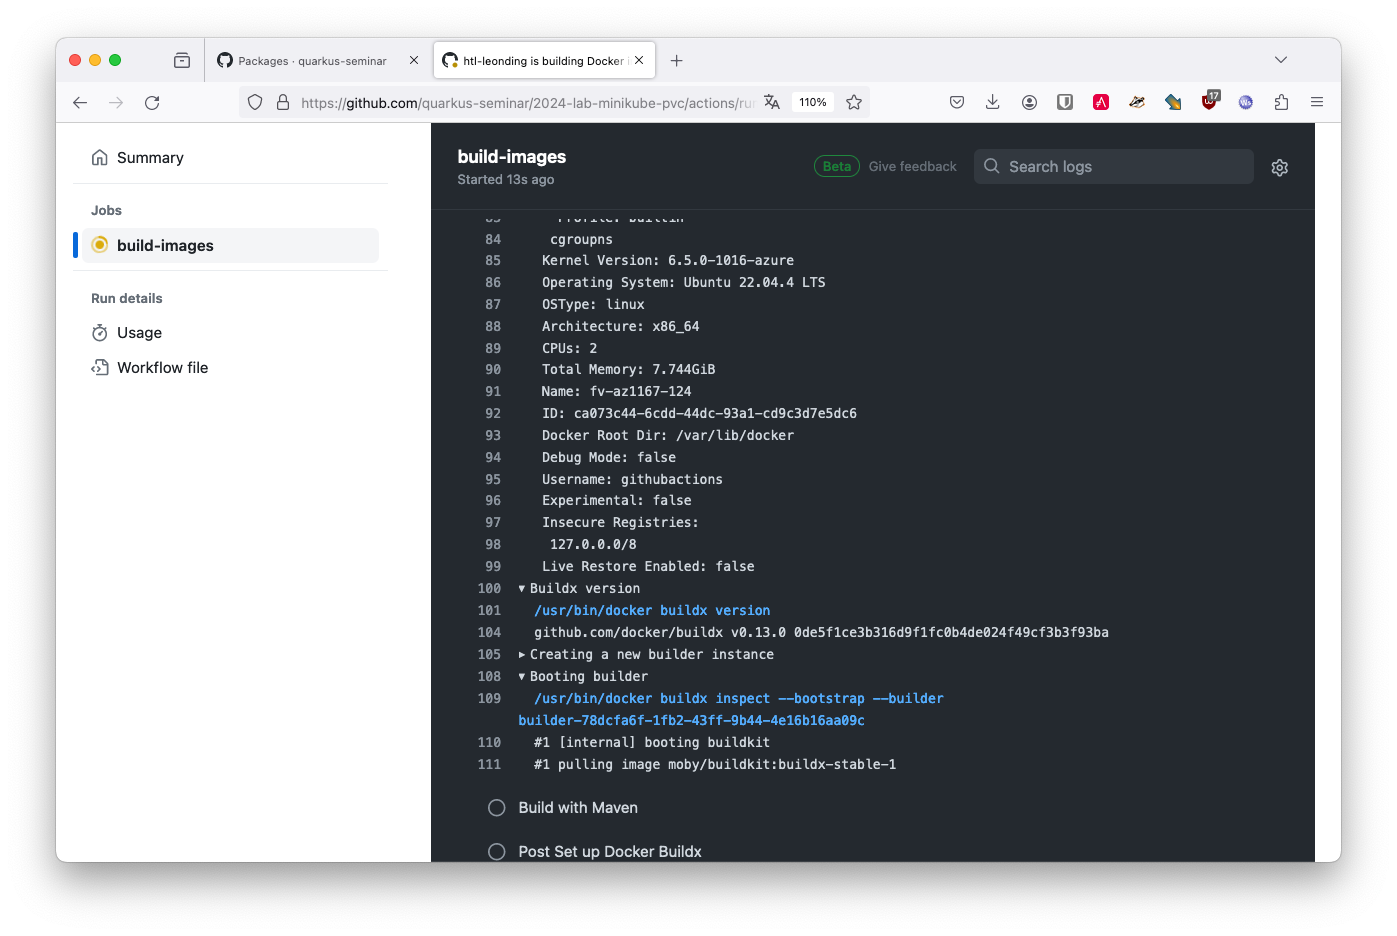 Packages · quarkus-seminar
htl-leonding is building Docker
https://github.com/quarkus-seminar/2024-lab-minikube-pvc/actions/ru
110%
17
Summary
Jobs
build-images
Run details
Usage
Workflow file
build-images
Started 13s ago
Beta
Give feedback
Search logs
83 Profile: builtin
84 cgroupns
85 Kernel Version: 6.5.0-1016-azure
86 Operating System: Ubuntu 22.04.4 LTS
87 OSType: linux
88 Architecture: x86_64
89 CPUs: 2
90 Total Memory: 7.744GiB
91 Name: fv-az1167-124
92 ID: ca073c44-6cdd-44dc-93a1-cd9c3d7e5dc6
93 Docker Root Dir: /var/lib/docker
94 Debug Mode: false
95 Username: githubactions
96 Experimental: false
97 Insecure Registries:
98 127.0.0.0/8
99 Live Restore Enabled: false
100 ▼ Buildx version
101 /usr/bin/docker buildx version
104 github.com/docker/buildx v0.13.0 0de5f1ce3b316d9f1fc0b4de024f49cf3b3f93ba
105 ▶ Creating a new builder instance
108 ▼ Booting builder
109 /usr/bin/docker buildx inspect --bootstrap --builder
builder-78dcfa6f-1fb2-43ff-9b44-4e16b16aa09c
110 #1 [internal] booting buildkit
111 #1 pulling image moby/buildkit:buildx-stable-1
Build with Maven
Post Set up Docker Buildx